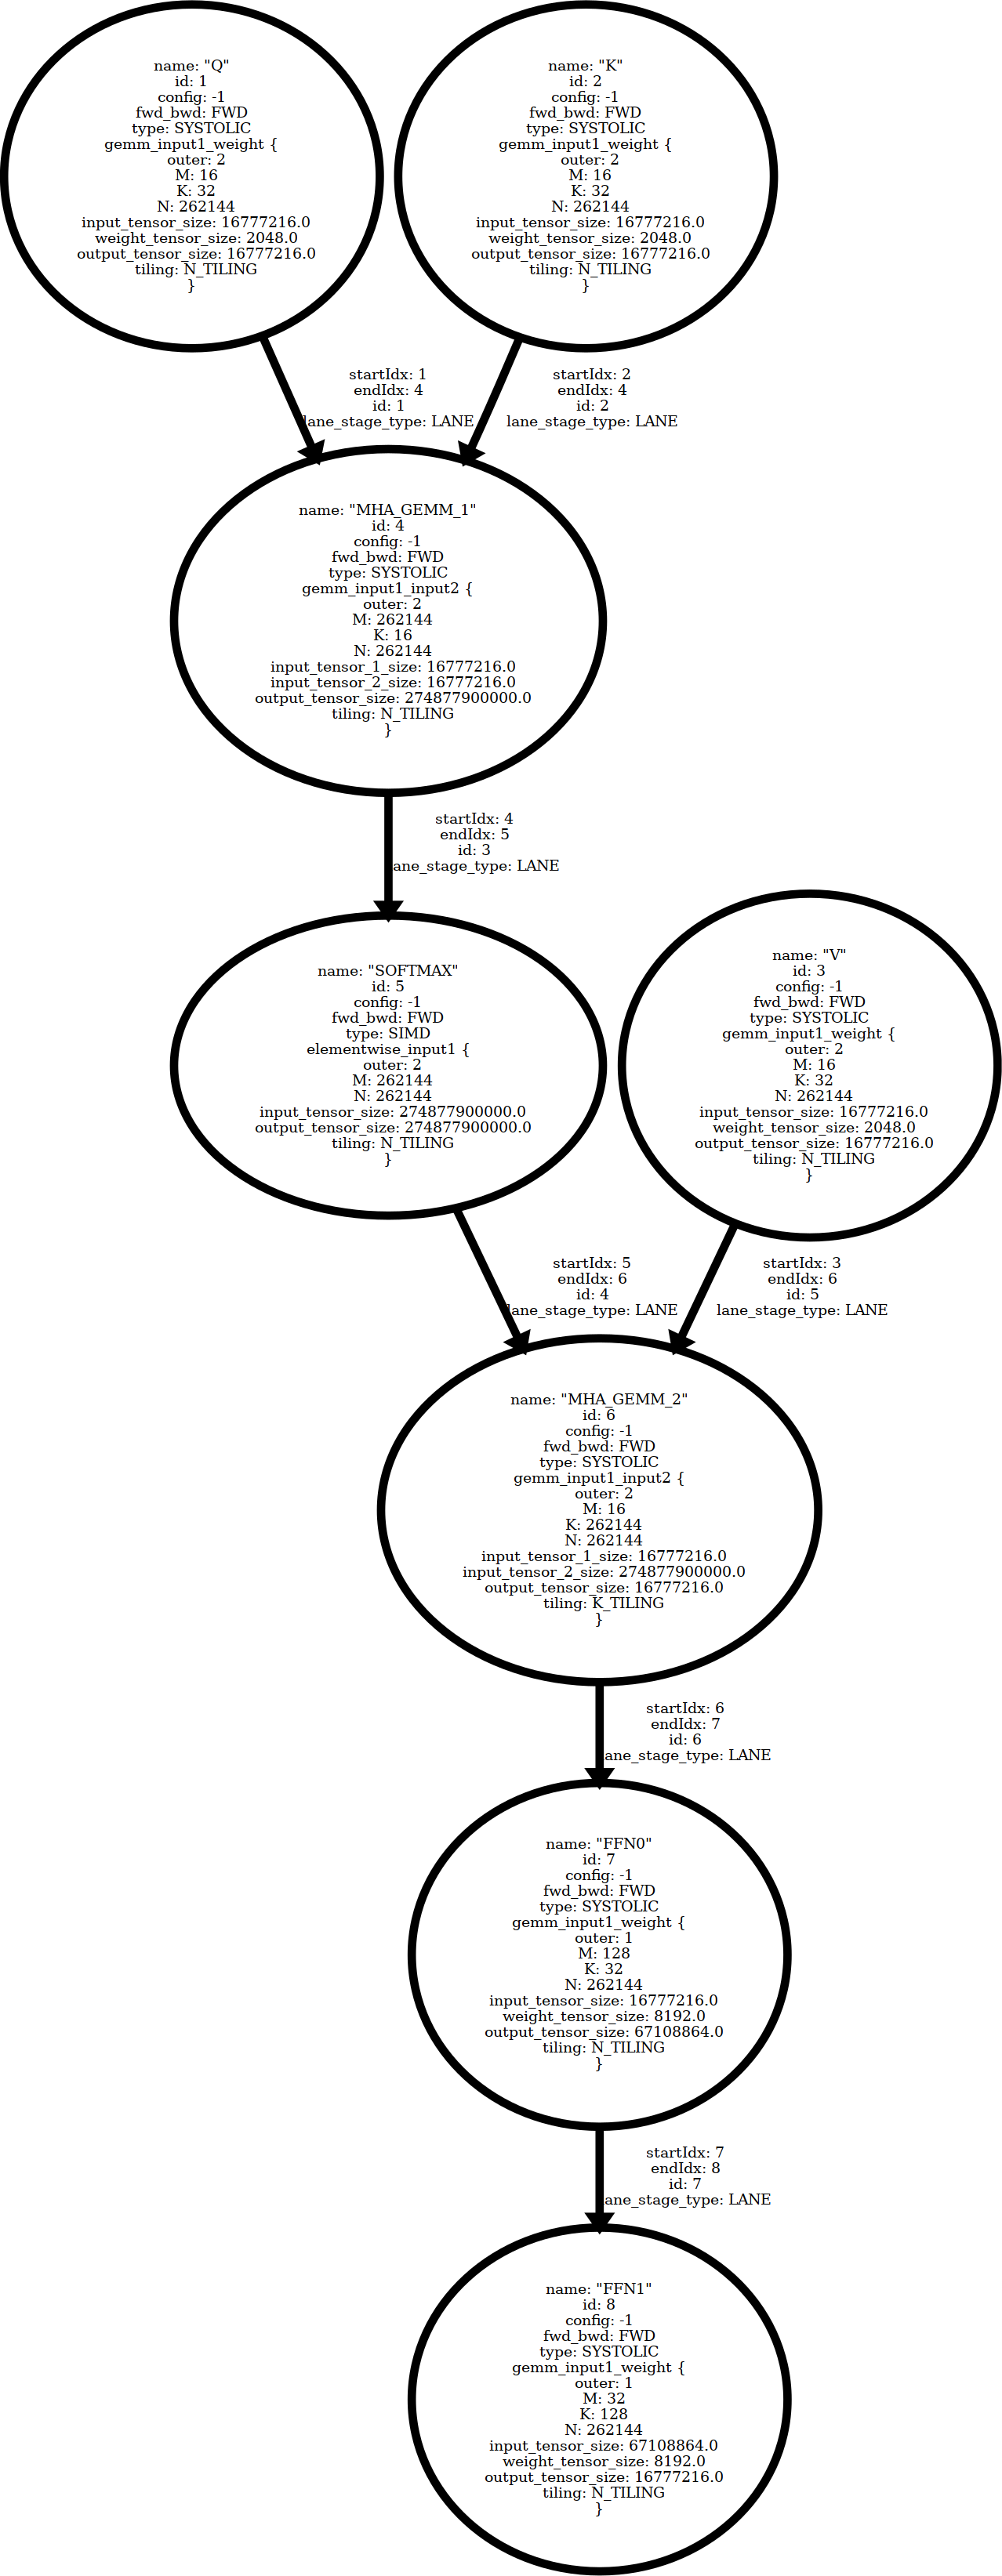 name: "Q"
id: 1
config: -1
fwd_bwd: FWD
type: SYSTOLIC
gemm_input1_weight {
outer: 2
M: 16
K: 32
N: 262144
input_tensor_size: 16777216.0
weight_tensor_size: 2048.0
output_tensor_size: 16777216.0
tiling: N_TILING
}
name: "K"
id: 2
config: -1
fwd_bwd: FWD
type: SYSTOLIC
gemm_input1_weight {
outer: 2
M: 16
K: 32
N: 262144
input_tensor_size: 16777216.0
weight_tensor_size: 2048.0
output_tensor_size: 16777216.0
tiling: N_TILING
}
startIdx: 1
endIdx: 4
id: 1
lane_stage_type: LANE
startIdx: 2
endIdx: 4
id: 2
lane_stage_type: LANE
name: "MHA_GEMM_1"
id: 4
config: -1
fwd_bwd: FWD
type: SYSTOLIC
gemm_input1_input2 {
outer: 2
M: 262144
K: 16
N: 262144
input_tensor_1_size: 16777216.0
input_tensor_2_size: 16777216.0
output_tensor_size: 274877900000.0
tiling: N_TILING
}
startIdx: 4
endIdx: 5
id: 3
lane_stage_type: LANE
name: "SOFTMAX"
id: 5
config: -1
fwd_bwd: FWD
type: SIMD
elementwise_input1 {
outer: 2
M: 262144
N: 262144
input_tensor_size: 274877900000.0
output_tensor_size: 274877900000.0
tiling: N_TILING
}
name: "V"
id: 3
config: -1
fwd_bwd: FWD
type: SYSTOLIC
gemm_input1_weight {
outer: 2
M: 16
K: 32
N: 262144
input_tensor_size: 16777216.0
weight_tensor_size: 2048.0
output_tensor_size: 16777216.0
tiling: N_TILING
}
startIdx: 5
endIdx: 6
id: 4
lane_stage_type: LANE
startIdx: 3
endIdx: 6
id: 5
lane_stage_type: LANE
name: "MHA_GEMM_2"
id: 6
config: -1
fwd_bwd: FWD
type: SYSTOLIC
gemm_input1_input2 {
outer: 2
M: 16
K: 262144
N: 262144
input_tensor_1_size: 16777216.0
input_tensor_2_size: 274877900000.0
output_tensor_size: 16777216.0
tiling: K_TILING
}
startIdx: 6
endIdx: 7
id: 6
lane_stage_type: LANE
name: "FFN0"
id: 7
config: -1
fwd_bwd: FWD
type: SYSTOLIC
gemm_input1_weight {
outer: 1
M: 128
K: 32
N: 262144
input_tensor_size: 16777216.0
weight_tensor_size: 8192.0
output_tensor_size: 67108864.0
tiling: N_TILING
}
startIdx: 7
endIdx: 8
id: 7
lane_stage_type: LANE
name: "FFN1"
id: 8
config: -1
fwd_bwd: FWD
type: SYSTOLIC
gemm_input1_weight {
outer: 1
M: 32
K: 128
N: 262144
input_tensor_size: 67108864.0
weight_tensor_size: 8192.0
output_tensor_size: 16777216.0
tiling: N_TILING
}